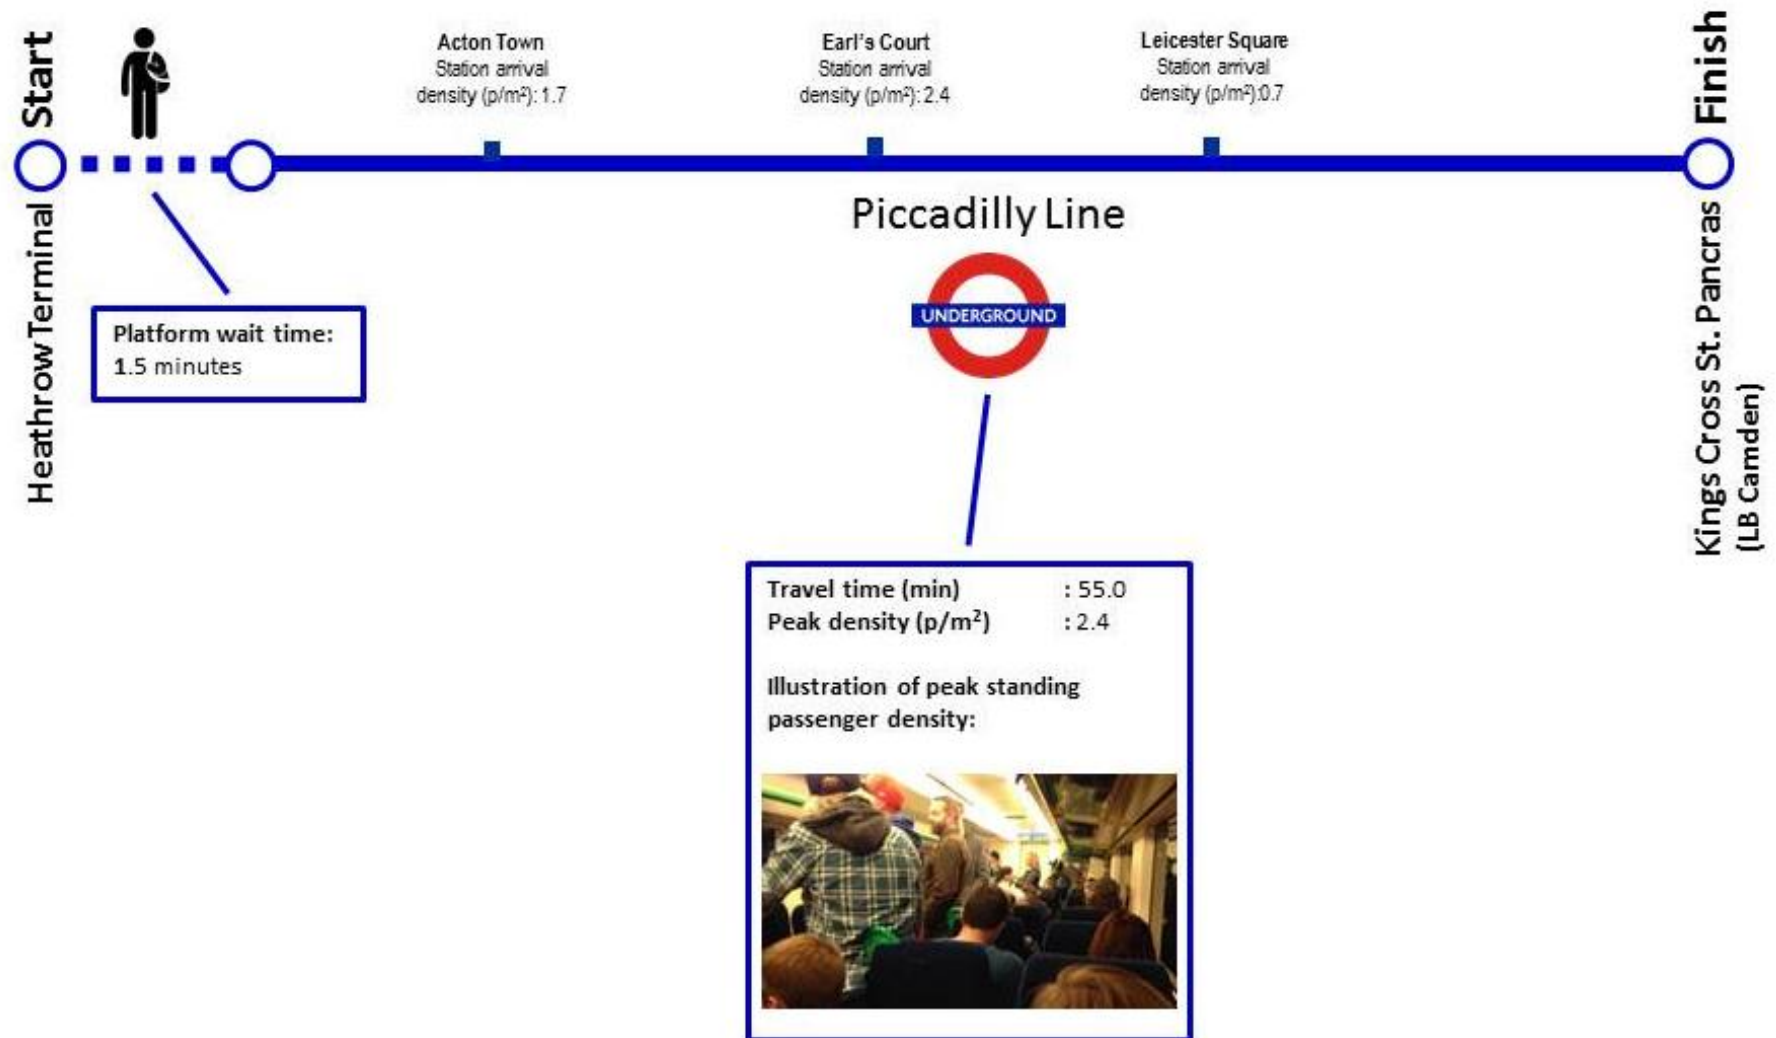 Start
Heathrow Terminal
Acton Town
Station arrival
density (p/m²): 1.7
Earl's Court
Station arrival
density (p/m²): 2.4
Leicester Square
Station arrival
density (p/m²):0.7
Finish
Kings Cross St. Pancras
(LB Camden)
Piccadilly Line
UNDERGROUND
Platform wait time:
1.5 minutes
Travel time (min) : 55.0
Peak density (p/m²) : 2.4
Illustration of peak standing
passenger density: